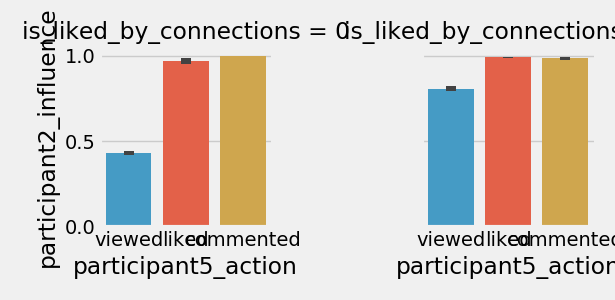 is_liked_by_connections = 0
is_liked_by_connections
participant2_influence
1.0
0.5
0.0
viewed liked commented
viewed liked commented
participant5_action
participant5_action